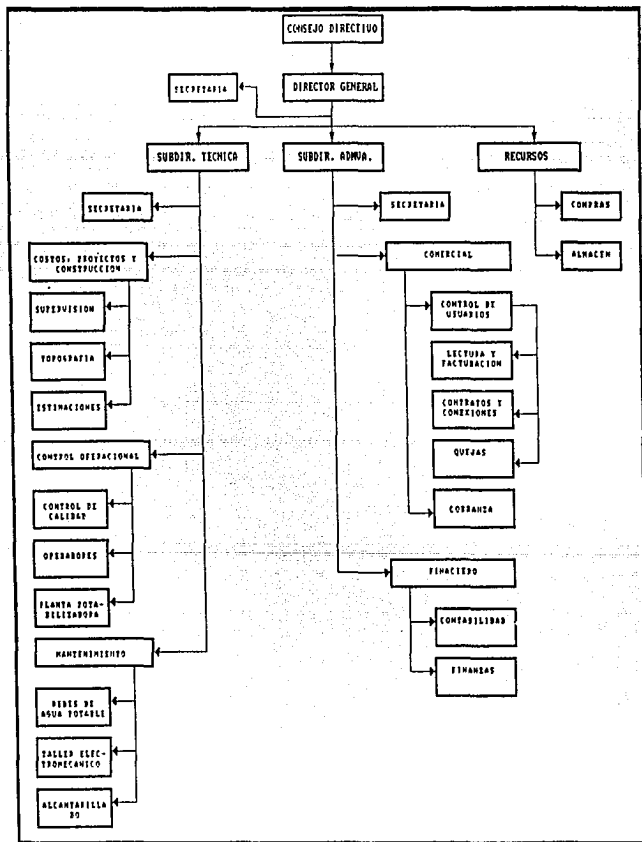 CONSEJO DIRECTIVO
DIRECTOR GENERAL
SECRETARIA
SUBDIR. TECNICA
SUBDIR. ADMVA.
RECURSOS
SECRETARIA
SECRETARIA
COMPRAS
COSTOS, PROYECTOS Y
CONSTRUCCION
COMERCIAL
ALMACEN
SUPERVISION
CONTROL DE
USUARIOS
TOPOGRAFIA
LECTURA Y
FACTURACION
ESTIMACIONES
CONTRATOS Y
CONEXIONES
CONTROL OPERACIONAL
QUEJAS
CONTROL DE
CALIDAD
COBRANZA
OPERADORES
FINACIERO
PLANTA POTA-
BILIZADORA
CONTABILIDAD
MANTENIMIENTO
FINANZAS
REDES DE
AGUA POTABLE
TALLER ELEC-
TROMECANICO
ALCANTARILLA
DO